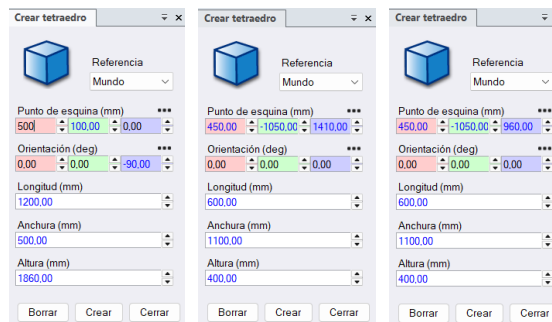 Crear tetraedro
Referencia
Mundo
Punto de esquina (mm)
500 100,00 0,00
Orientación (deg)
0,00 0,00 -90,00
Longitud (mm)
1200,00
Anchura (mm)
500,00
Altura (mm)
1860,00
Borrar Crear Cerrar
Crear tetraedro
Referencia
Mundo
Punto de esquina (mm)
450,00 -1050,00 1410,00
Orientación (deg)
0,00 0,00 0,00
Longitud (mm)
600,00
Anchura (mm)
1100,00
Altura (mm)
400,00
Borrar Crear Cerrar
Crear tetraedro
Referencia
Mundo
Punto de esquina (mm)
450,00 -1050,00 960,00
Orientación (deg)
0,00 0,00 0,00
Longitud (mm)
600,00
Anchura (mm)
1100,00
Altura (mm)
400,00
Borrar Crear Cerrar